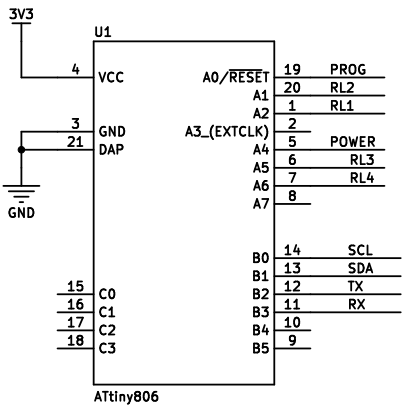 3V3
U1
4 VCC
A0/RESET 19 PROG
A1 20 RL2
A2 1 RL1
3 GND
A3_(EXTCLK) 2
21 DAP
A4 5 POWER
A5 6 RL3
A6 7 RL4
A7 8
GND
B0 14 SCL
B1 13 SDA
15 C0
B2 12 TX
16 C1
B3 11 RX
17 C2
B4 10
18 C3
B5 9
ATtiny806